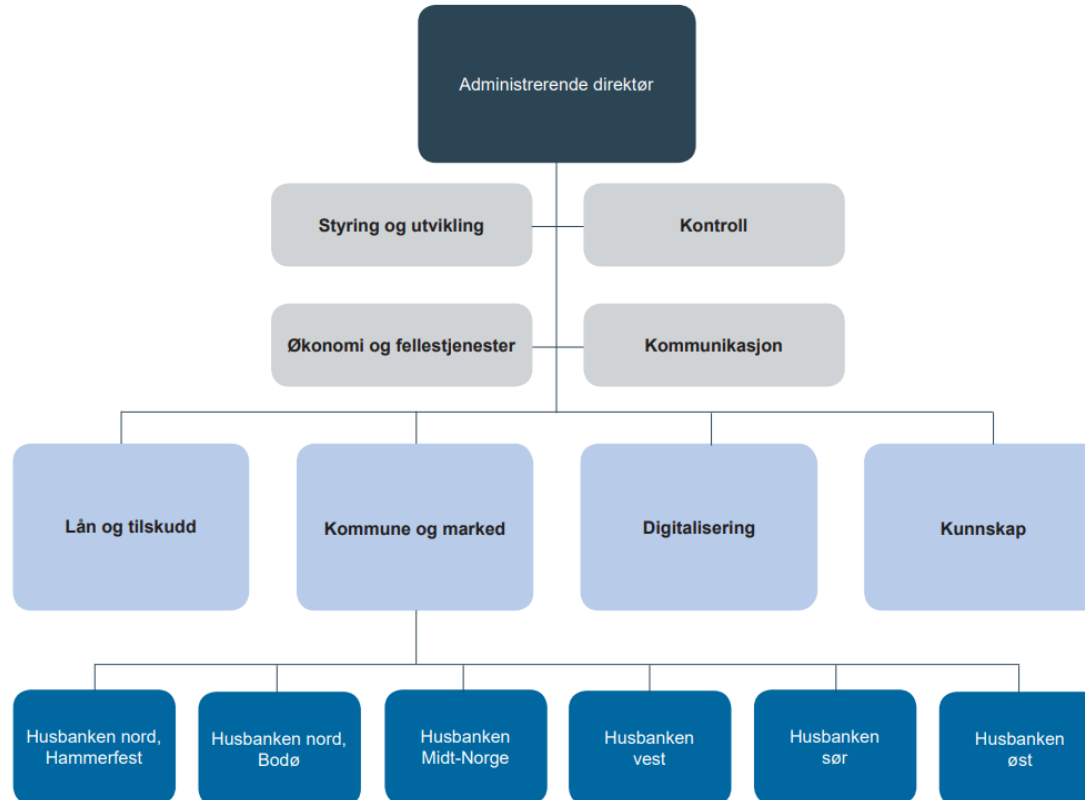 Administrerende direktør
Styring og utvikling
Kontroll
Økonomi og fellestjenester
Kommunikasjon
Lån og tilskudd
Kommune og marked
Digitalisering
Kunnskap
Husbanken nord,
Hammerfest
Husbanken nord,
Bodø
Husbanken
Midt-Norge
Husbanken
vest
Husbanken
sør
Husbanken
øst